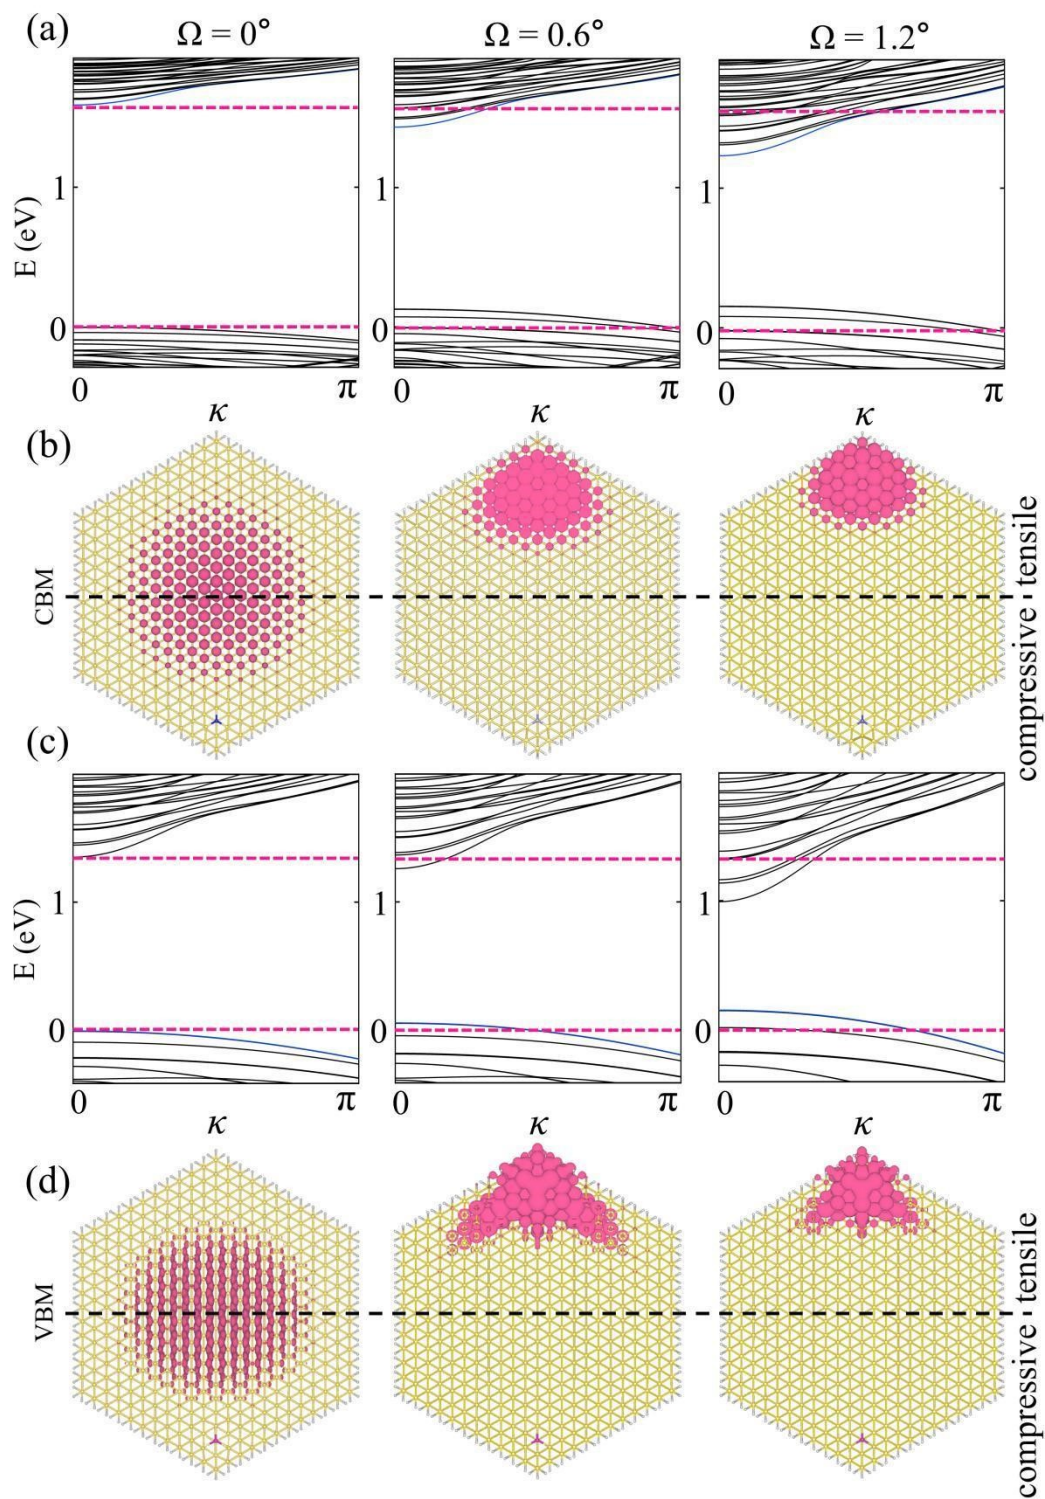 (a) Ω = 0° Ω = 0.6° Ω = 1.2°
E (eV)
1 1 1
0 0 0
0 π 0 π 0 π
κ κ κ
(b)
CBM
compressive · tensile
(c)
E (eV)
1 1 1
0 0 0
0 π 0 π 0 π
κ κ κ
(d)
VBM
compressive · tensile